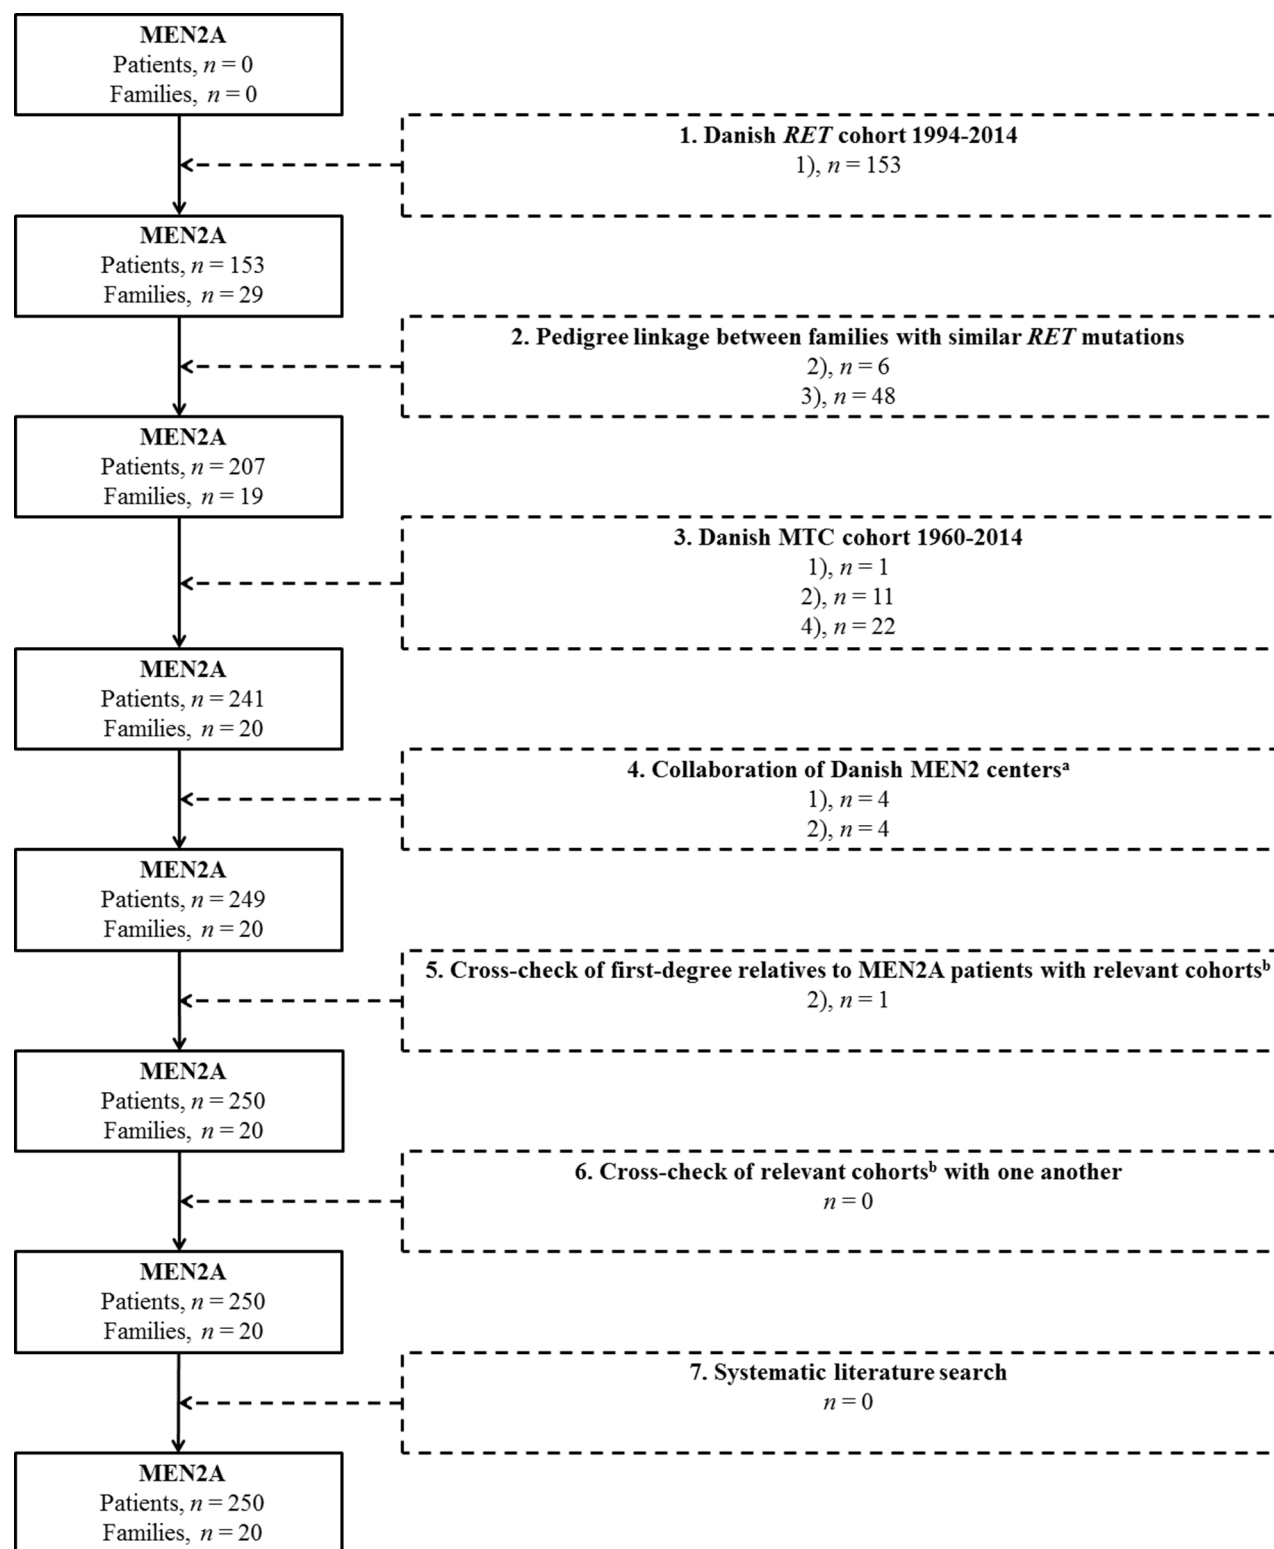 MEN2A
Patients, n = 0
Families, n = 0
1. Danish RET cohort 1994-2014
1), n = 153
MEN2A
Patients, n = 153
Families, n = 29
2. Pedigree linkage between families with similar RET mutations
2), n = 6
3), n = 48
MEN2A
Patients, n = 207
Families, n = 19
3. Danish MTC cohort 1960-2014
1), n = 1
2), n = 11
4), n = 22
MEN2A
Patients, n = 241
Families, n = 20
4. Collaboration of Danish MEN2 centersᵃ
1), n = 4
2), n = 4
MEN2A
Patients, n = 249
Families, n = 20
5. Cross-check of first-degree relatives to MEN2A patients with relevant cohortsᵇ
2), n = 1
MEN2A
Patients, n = 250
Families, n = 20
6. Cross-check of relevant cohortsᵇ with one another
n = 0
MEN2A
Patients, n = 250
Families, n = 20
7. Systematic literature search
n = 0
MEN2A
Patients, n = 250
Families, n = 20